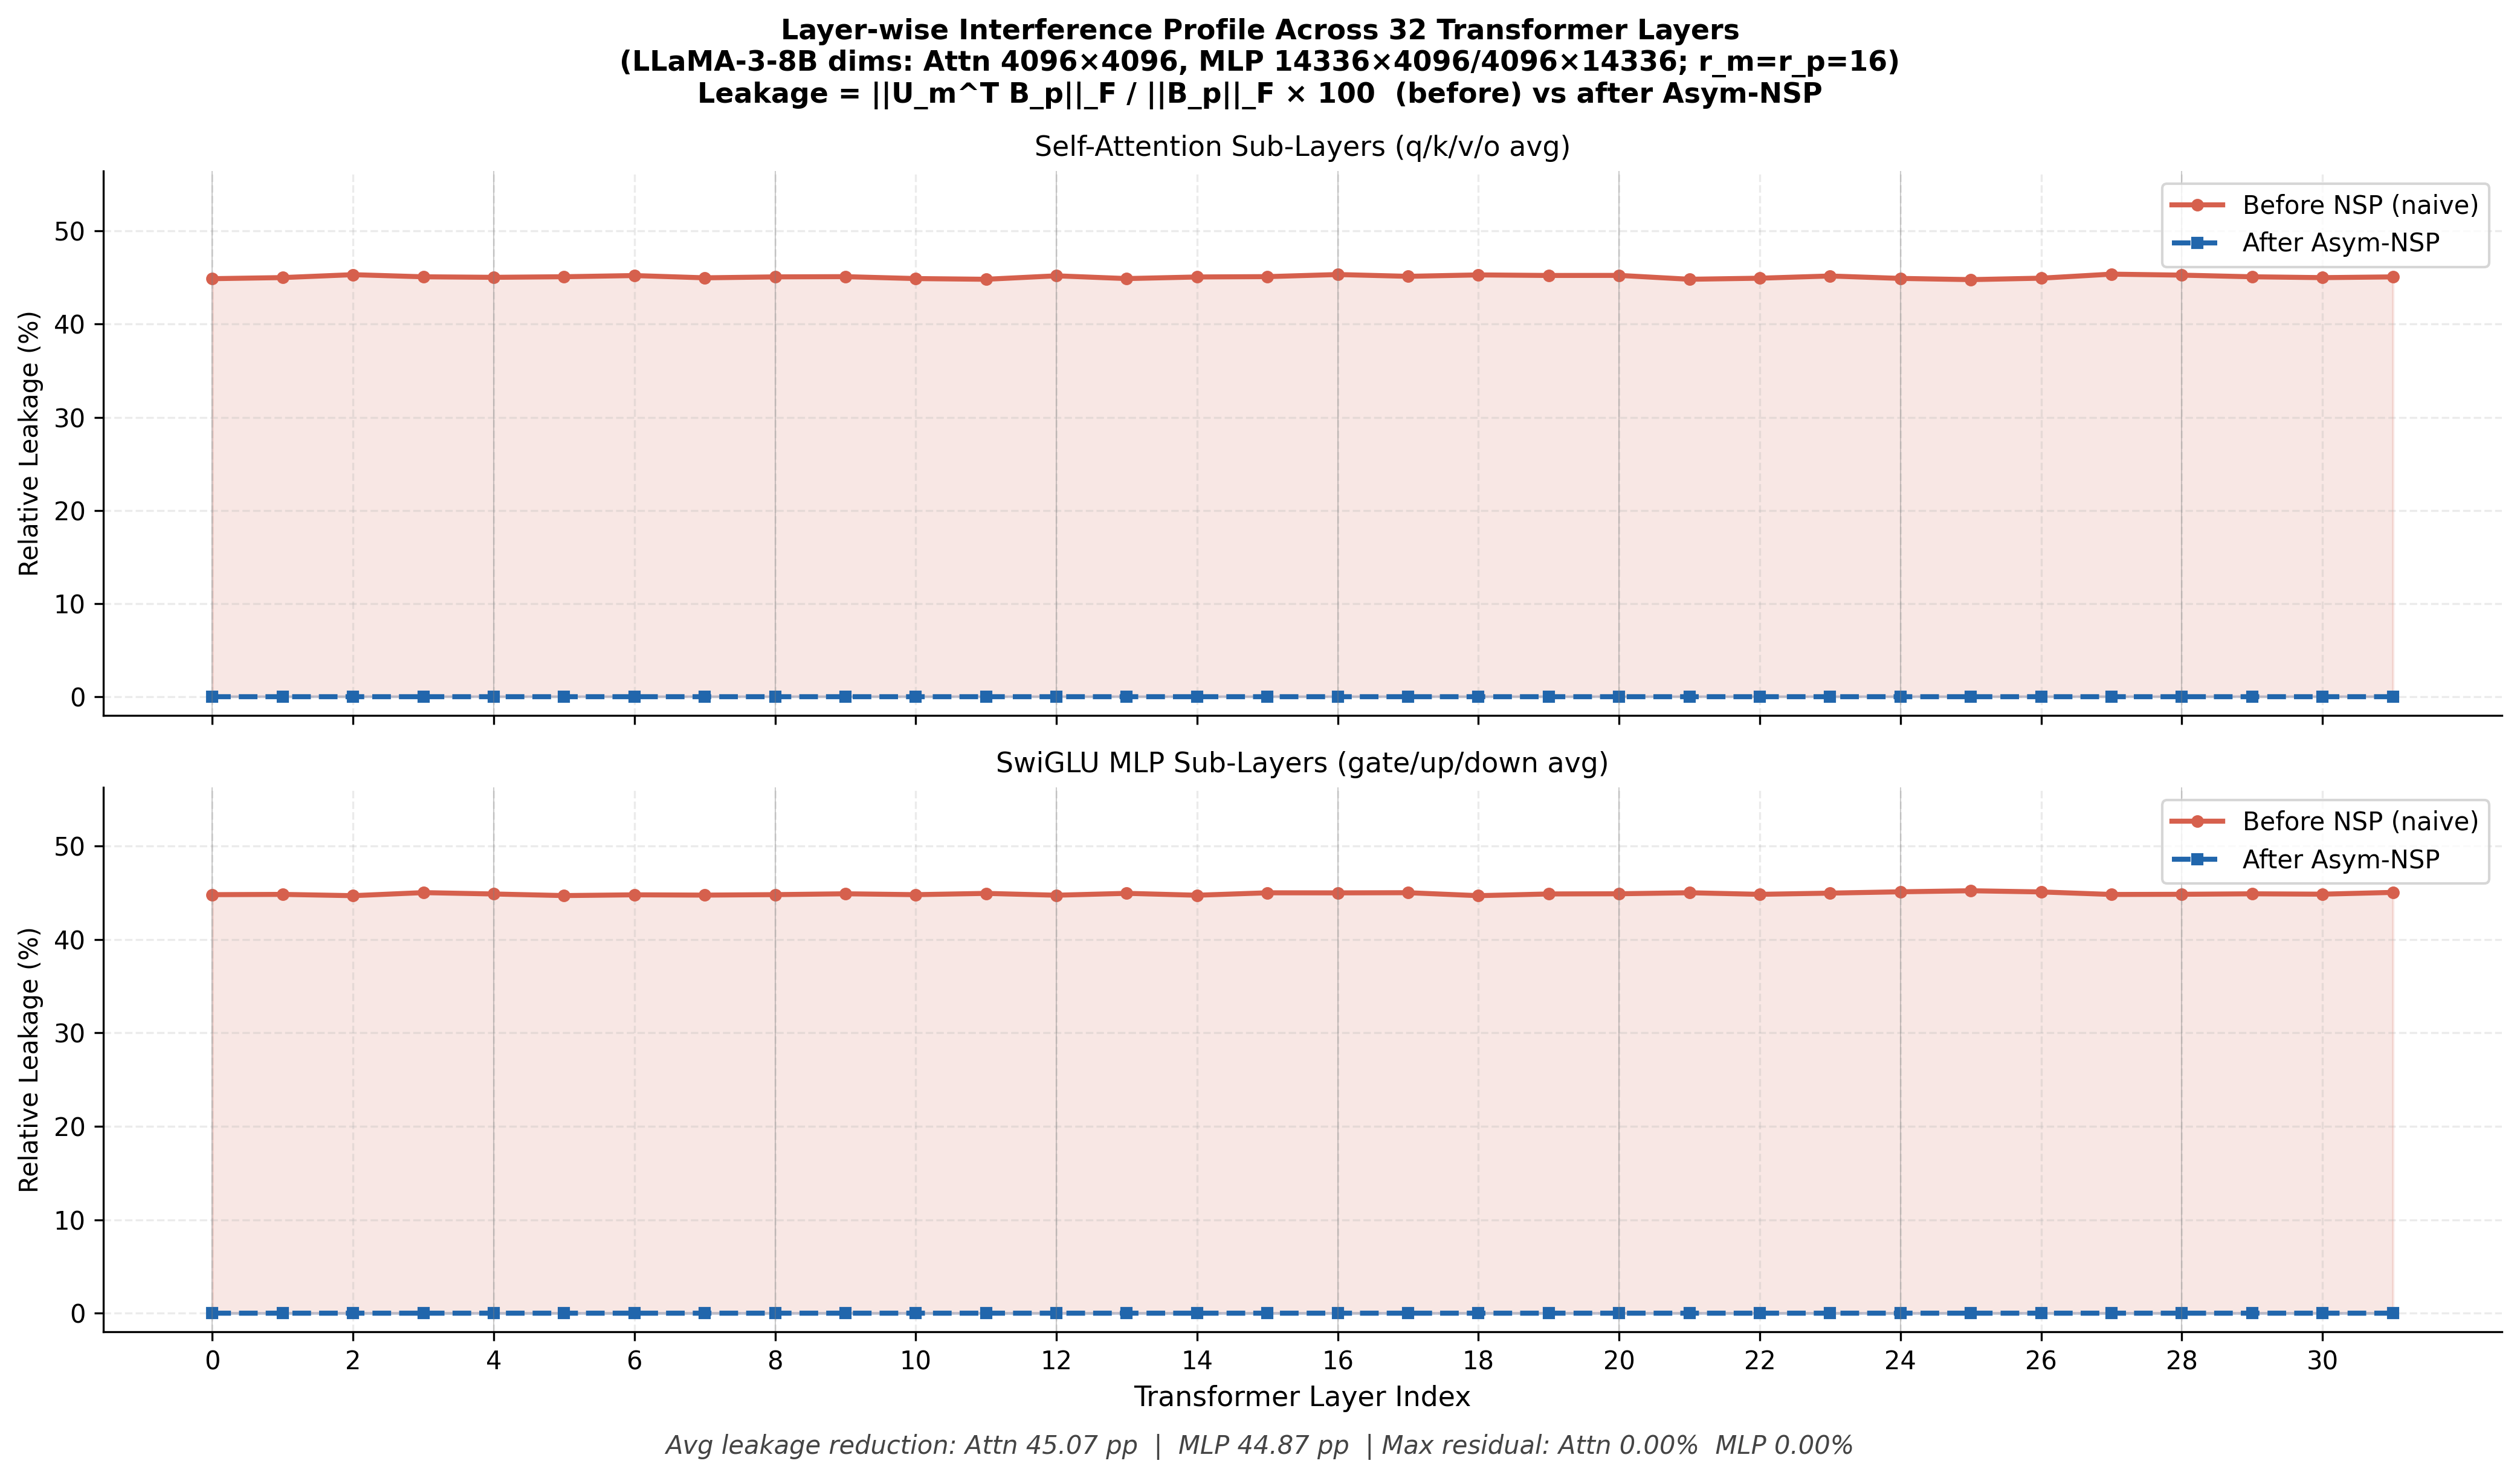 Layer-wise Interference Profile Across 32 Transformer Layers
(LLaMA-3-8B dims: Attn 4096×4096, MLP 14336×4096/4096×14336; r_m=r_p=16)
Leakage = ||U_m^T B_p||_F / ||B_p||_F × 100  (before) vs after Asym-NSP
Self-Attention Sub-Layers (q/k/v/o avg)
Before NSP (naive)
After Asym-NSP
Relative Leakage (%)
50
40
30
20
10
0
SwiGLU MLP Sub-Layers (gate/up/down avg)
Before NSP (naive)
After Asym-NSP
Relative Leakage (%)
50
40
30
20
10
0
0 2 4 6 8 10 12 14 16 18 20 22 24 26 28 30
Transformer Layer Index
Avg leakage reduction: Attn 45.07 pp  |  MLP 44.87 pp  | Max residual: Attn 0.00%  MLP 0.00%